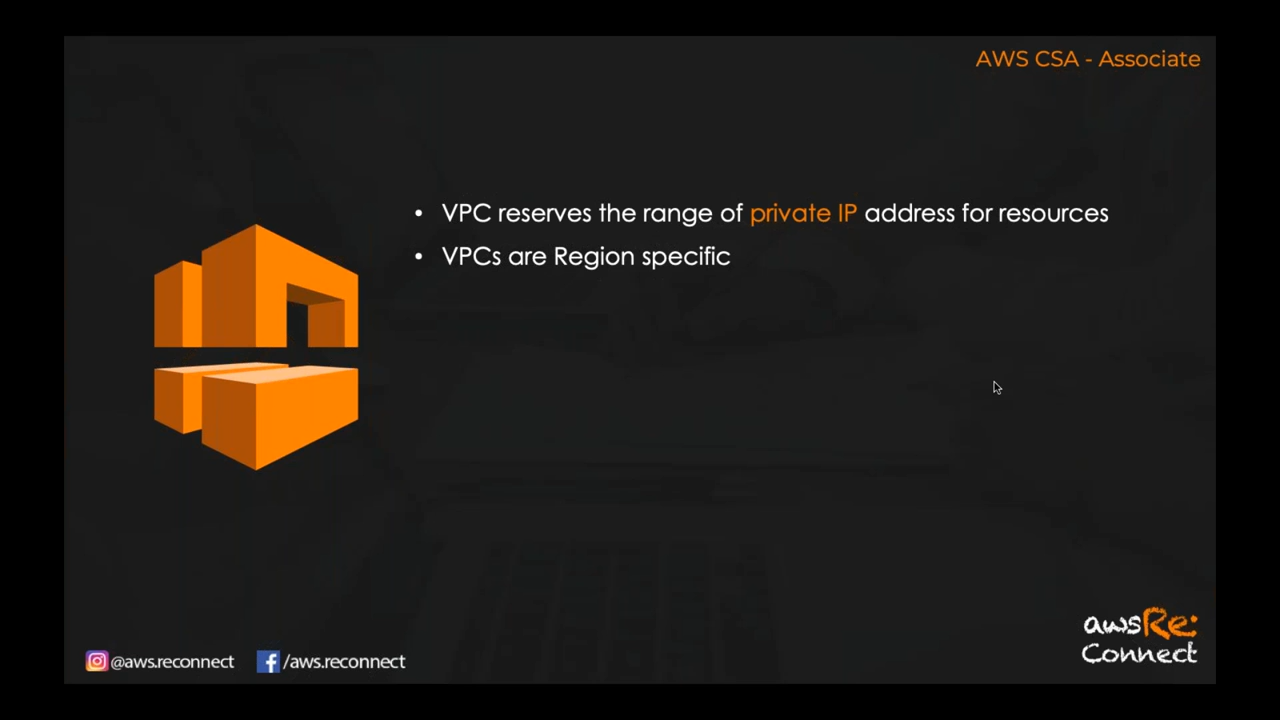 AWS CSA - Associate
• VPC reserves the range of private IP address for resources
• VPCs are Region specific
awsRe:
Connect
@aws.reconnect
/aws.reconnect